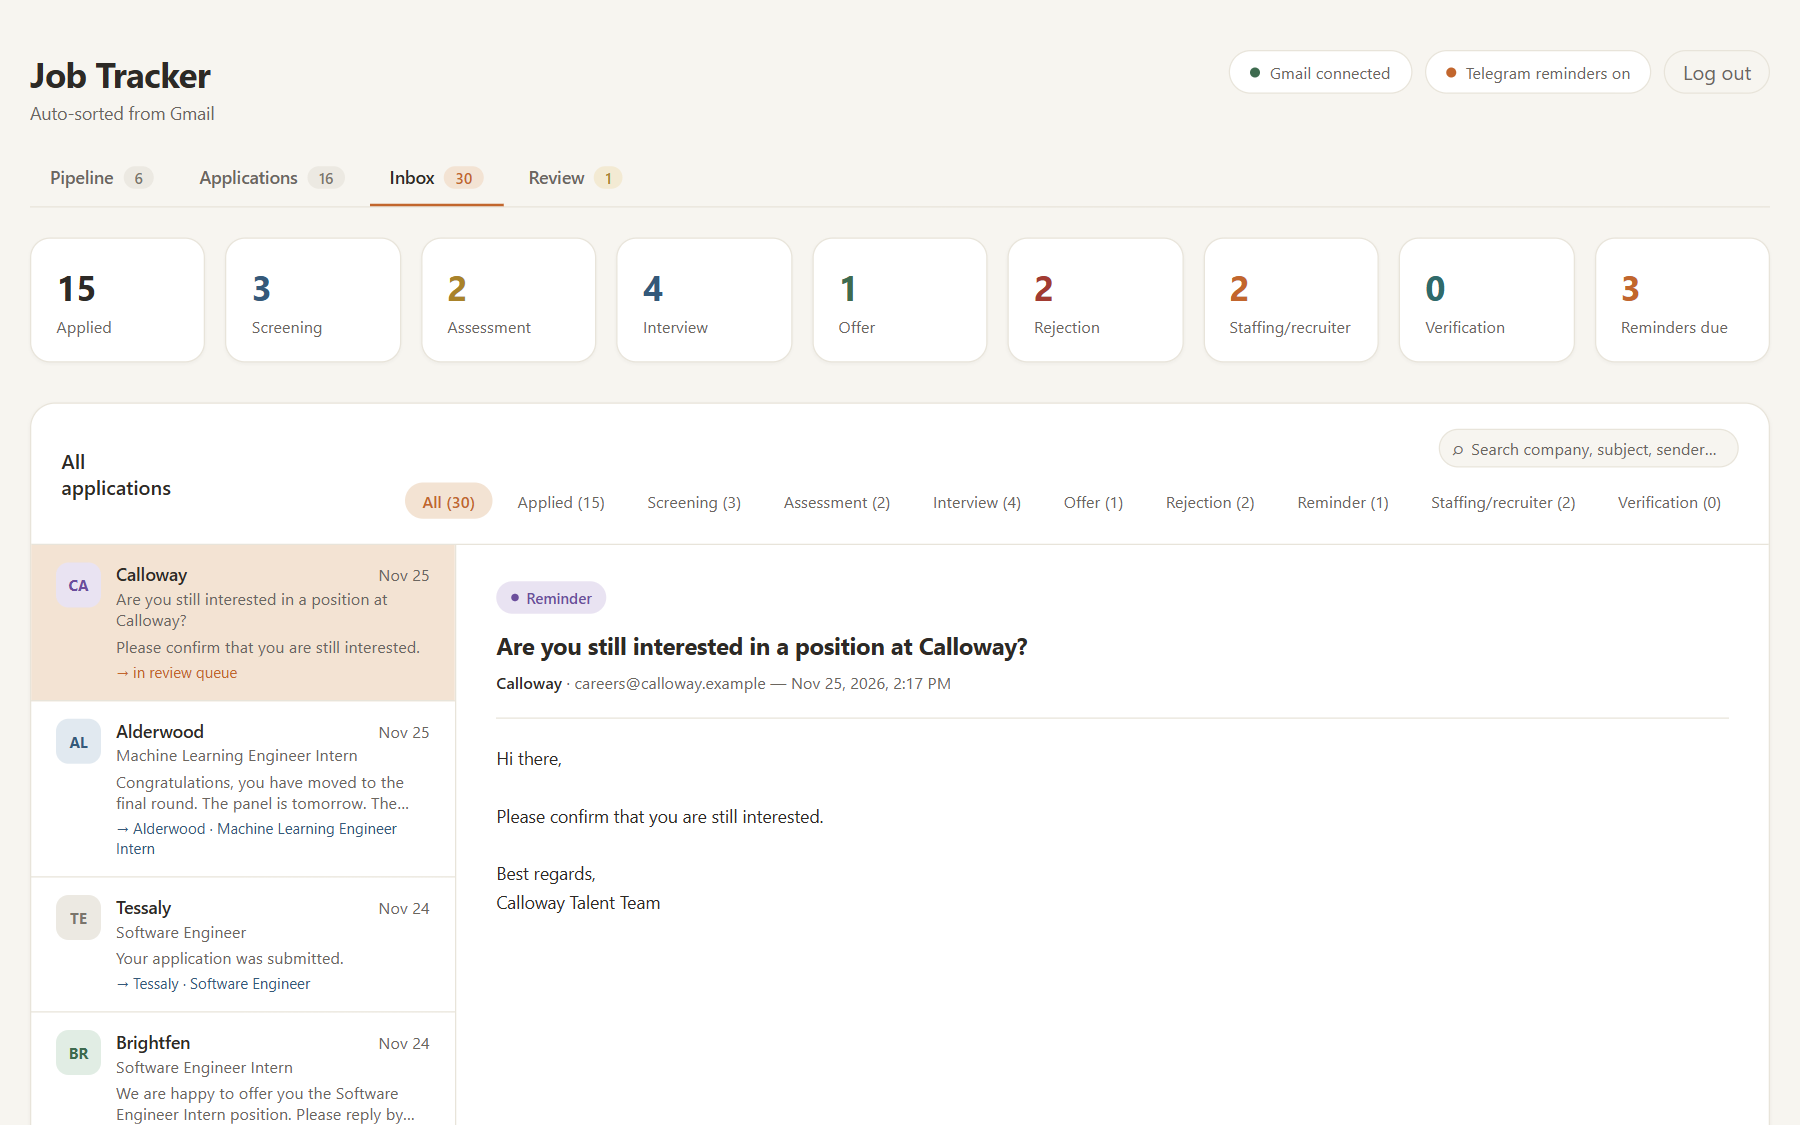 Job Tracker
Auto-sorted from Gmail
Gmail connected
Telegram reminders on
Log out
Pipeline 6
Applications 16
Inbox 30
Review 1
15
Applied
3
Screening
2
Assessment
4
Interview
1
Offer
2
Rejection
2
Staffing/recruiter
0
Verification
3
Reminders due
All
applications
Search company, subject, sender...
All (30)
Applied (15)
Screening (3)
Assessment (2)
Interview (4)
Offer (1)
Rejection (2)
Reminder (1)
Staffing/recruiter (2)
Verification (0)
CA
Calloway
Nov 25
Are you still interested in a position at
Calloway?
Please confirm that you are still interested.
→ in review queue
AL
Alderwood
Nov 25
Machine Learning Engineer Intern
Congratulations, you have moved to the
final round. The panel is tomorrow. The...
→ Alderwood · Machine Learning Engineer
Intern
TE
Tessaly
Nov 24
Software Engineer
Your application was submitted.
→ Tessaly · Software Engineer
BR
Brightfen
Nov 24
Software Engineer Intern
We are happy to offer you the Software
Engineer Intern position. Please reply by...
Reminder
Are you still interested in a position at Calloway?
Calloway · careers@calloway.example — Nov 25, 2026, 2:17 PM
Hi there,
Please confirm that you are still interested.
Best regards,
Calloway Talent Team